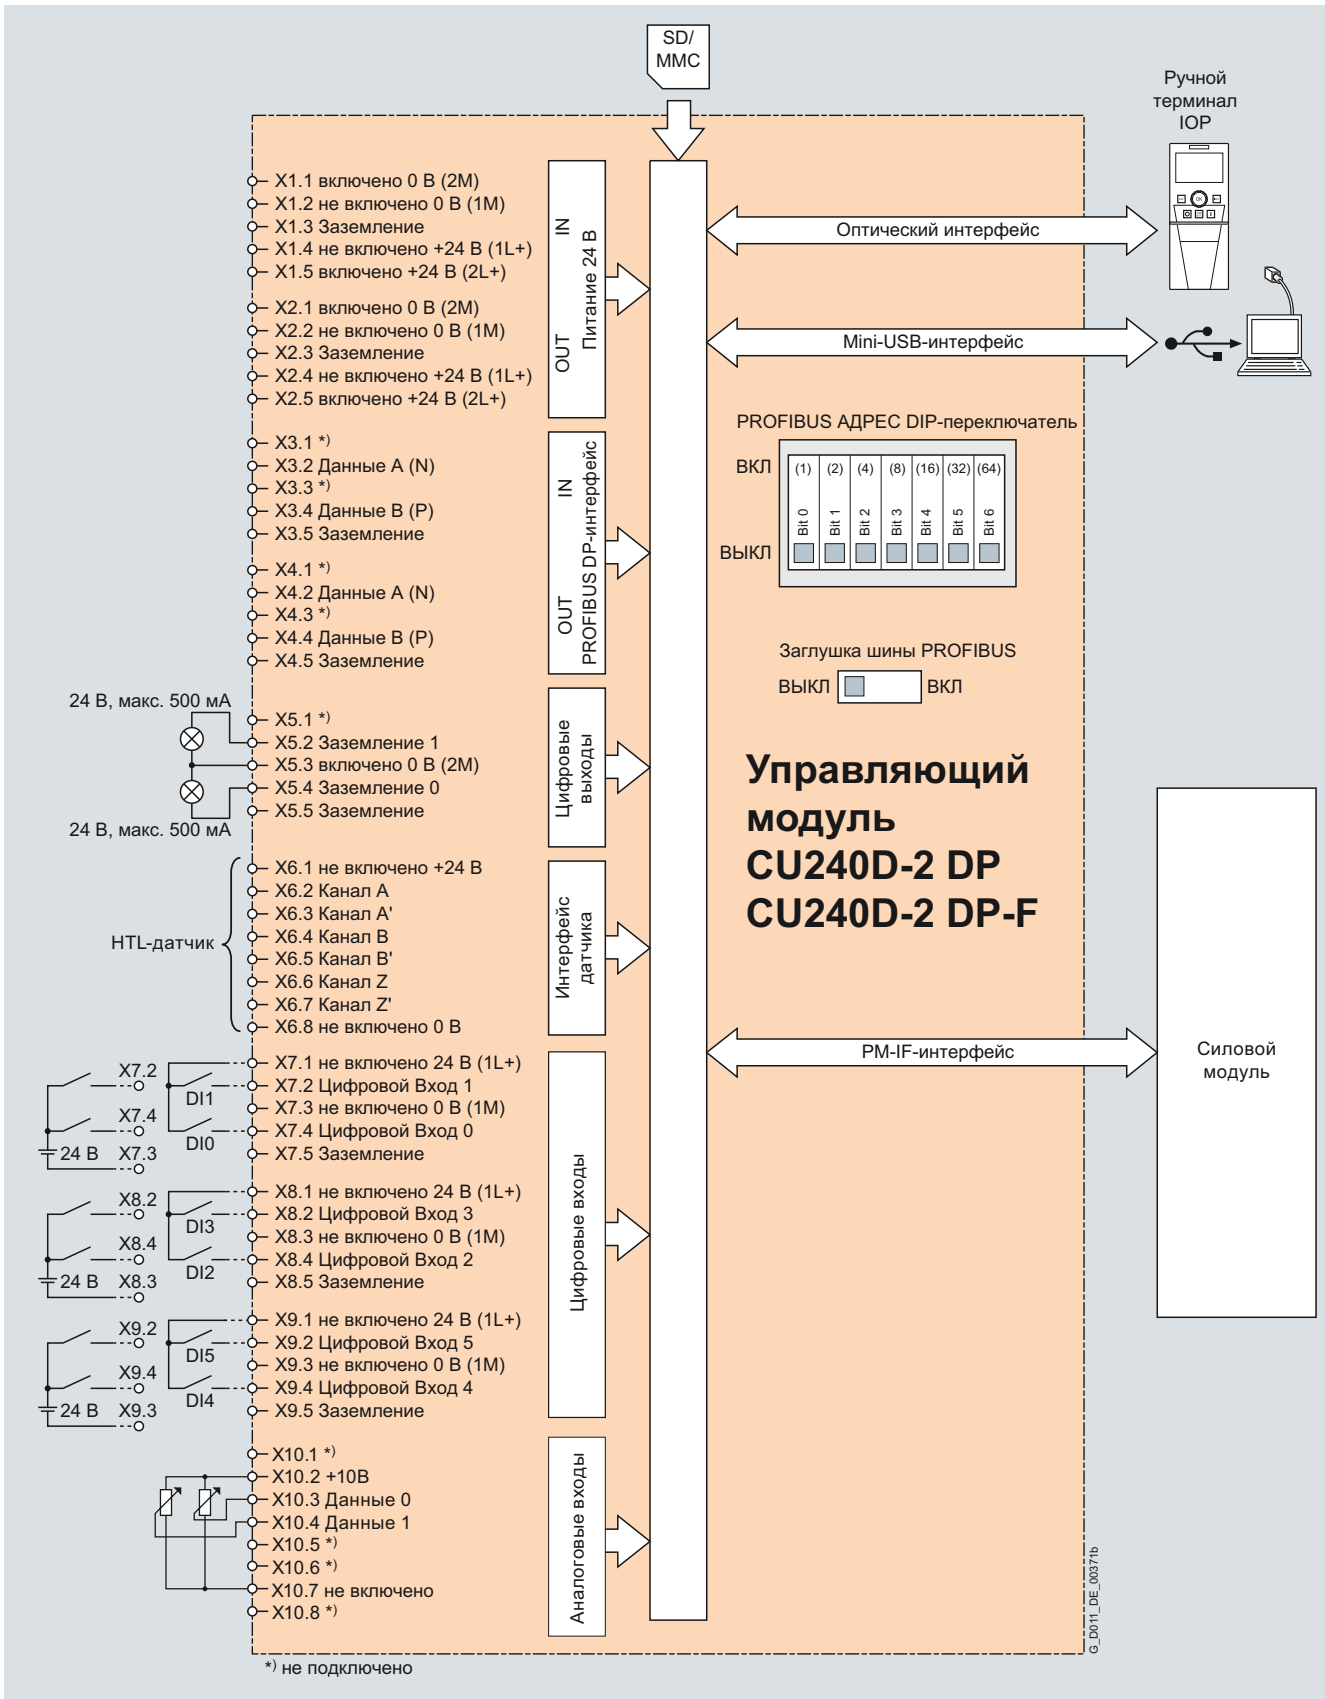 SD/
MMC
Ручной
терминал
IOP
X1.1 включено 0 В (2M)
X1.2 не включено 0 В (1M)
X1.3 Заземление
X1.4 не включено +24 В (1L+)
X1.5 включено +24 В (2L+)
X2.1 включено 0 В (2M)
X2.2 не включено 0 В (1M)
X2.3 Заземление
X2.4 не включено +24 В (1L+)
X2.5 включено +24 В (2L+)
IN
OUT
Питание 24 В
Оптический интерфейс
OK
Mini-USB-интерфейс
X3.1 *)
X3.2 Данные А (N)
X3.3 *)
X3.4 Данные В (P)
X3.5 Заземление
X4.1 *)
X4.2 Данные А (N)
X4.3 *)
X4.4 Данные В (P)
X4.5 Заземление
IN
OUT
PROFIBUS DP-интерфейс
PROFIBUS АДРЕС DIP-переключатель
ВКЛ
(1) (2) (4) (8) (16) (32) (64)
Bit 0 Bit 1 Bit 2 Bit 3 Bit 4 Bit 5 Bit 6
ВЫКЛ
Заглушка шины PROFIBUS
ВЫКЛ ВКЛ
24 В, макс. 500 мА
24 В, макс. 500 мА
X5.1 *)
X5.2 Заземление 1
X5.3 включено 0 В (2M)
X5.4 Заземление 0
X5.5 Заземление
Цифровые
выходы
Управляющий
модуль
CU240D-2 DP
CU240D-2 DP-F
HTL-датчик
X6.1 не включено +24 В
X6.2 Канал А
X6.3 Канал А'
X6.4 Канал В
X6.5 Канал В'
X6.6 Канал Z
X6.7 Канал Z'
X6.8 не включено 0 В
Интерфейс
датчика
PM-IF-интерфейс
Силовой
модуль
X7.2
X7.4
24 В X7.3
DI1
DI0
X7.1 не включено 24 В (1L+)
X7.2 Цифровой Вход 1
X7.3 не включено 0 В (1M)
X7.4 Цифровой Вход 0
X7.5 Заземление
X8.2
X8.4
24 В X8.3
DI3
DI2
X8.1 не включено 24 В (1L+)
X8.2 Цифровой Вход 3
X8.3 не включено 0 В (1M)
X8.4 Цифровой Вход 2
X8.5 Заземление
X9.2
X9.4
24 В X9.3
DI5
DI4
X9.1 не включено 24 В (1L+)
X9.2 Цифровой Вход 5
X9.3 не включено 0 В (1M)
X9.4 Цифровой Вход 4
X9.5 Заземление
Цифровые входы
X10.1 *)
X10.2 +10В
X10.3 Данные 0
X10.4 Данные 1
X10.5 *)
X10.6 *)
X10.7 не включено
X10.8 *)
Аналоговые входы
G_D011_DE_00371b
*) не подключено